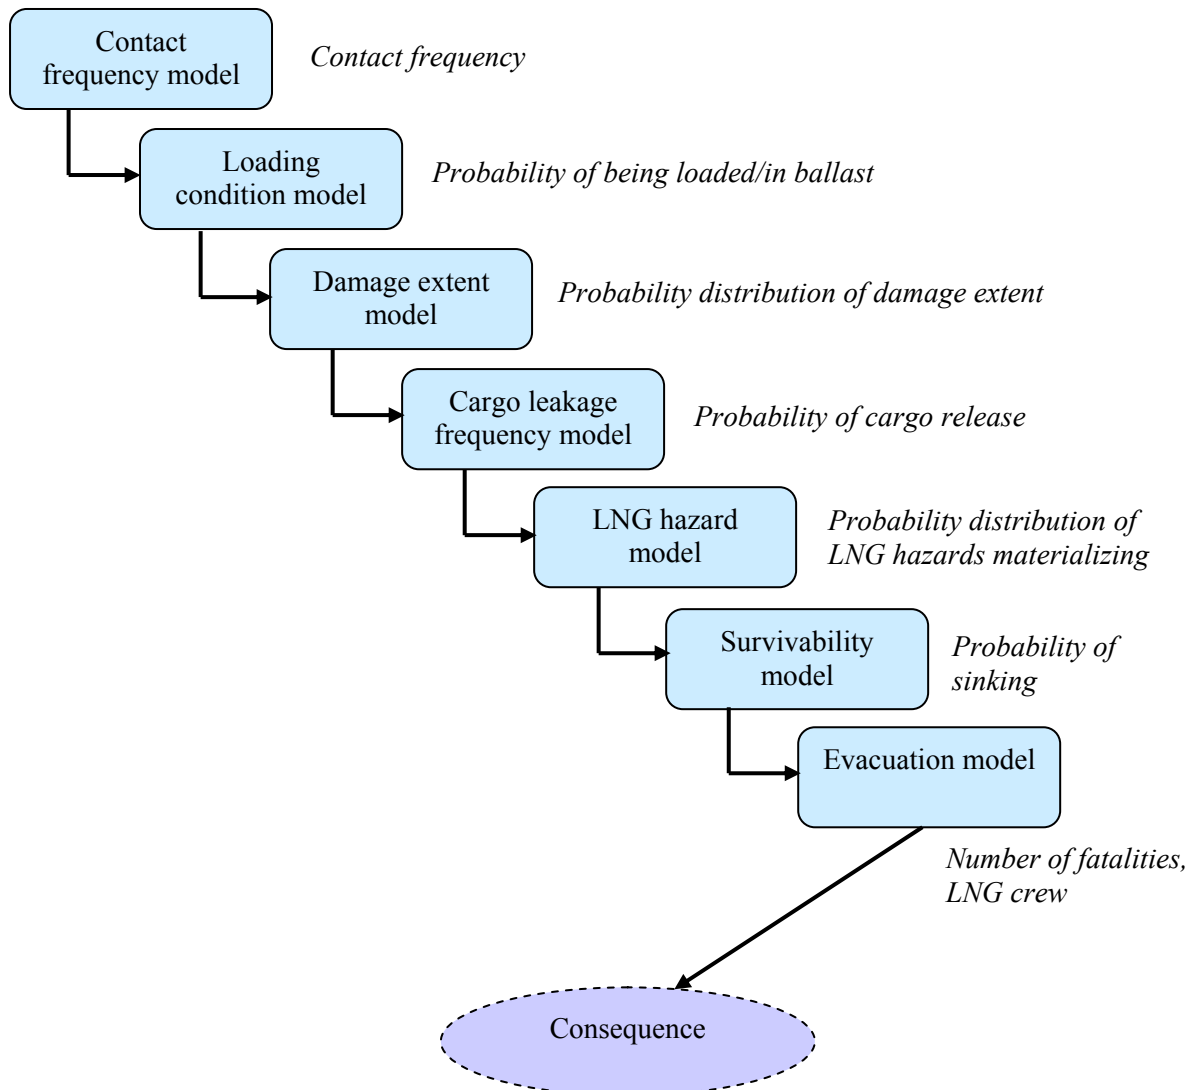 Contact
frequency model
Contact frequency
Loading
condition model
Probability of being loaded/in ballast
Damage extent
model
Probability distribution of damage extent
Cargo leakage
frequency model
Probability of cargo release
LNG hazard
model
Probability distribution of
LNG hazards materializing
Survivability
model
Probability of
sinking
Evacuation model
Number of fatalities,
LNG crew
Consequence